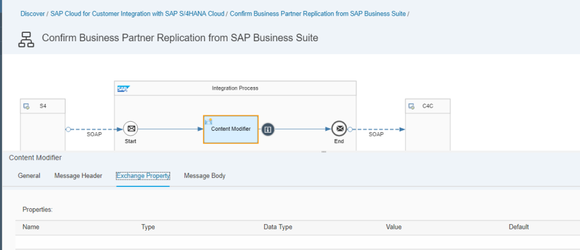 Discover / SAP Cloud for Customer Integration with SAP S/4HANA Cloud / Confirm Business Partner Replication from SAP Business Suite /
Confirm Business Partner Replication from SAP Business Suite
SAP
Integration Process
S4
C4C
Content Modifier
SOAP
Start
End
SOAP
Content Modifier
General Message Header Exchange Property Message Body
Properties:
Name Type Data Type Value Default